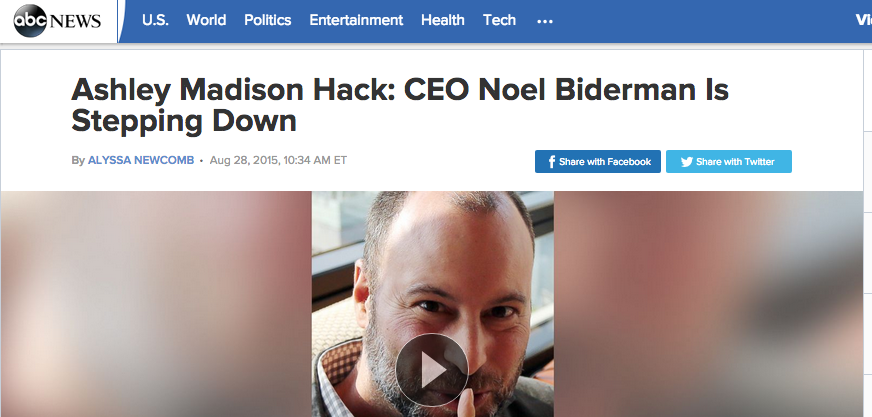 abc NEWS U.S. World Politics Entertainment Health Tech ... Vi
Ashley Madison Hack: CEO Noel Biderman Is
Stepping Down
By ALYSSA NEWCOMB • Aug 28, 2015, 10:34 AM ET
Share with Facebook Share with Twitter